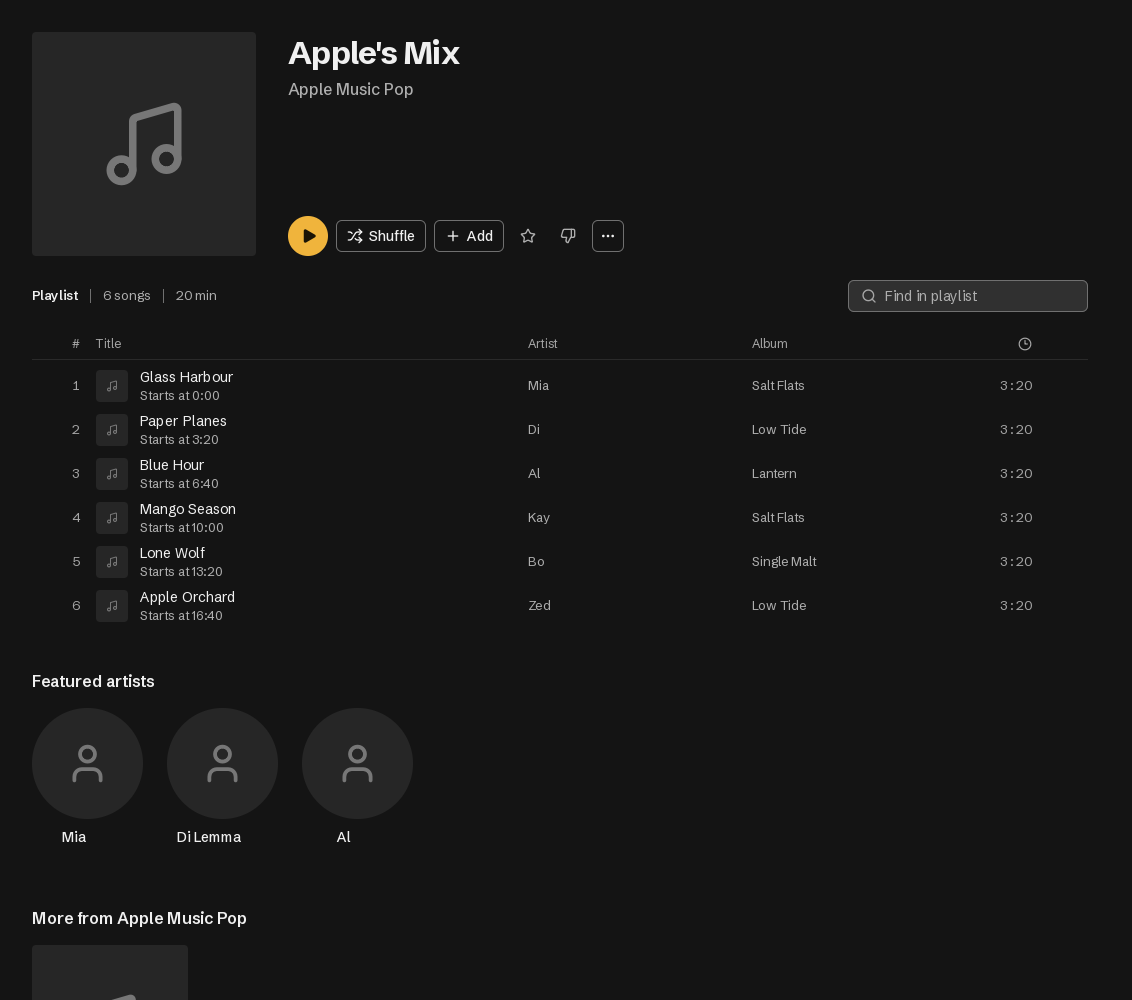 Apple's Mix
Apple Music Pop
Shuffle
Add
Playlist | 6 songs | 20 min
Find in playlist
# Title Artist Album
1 Glass Harbour Mia Salt Flats 3:20
Starts at 0:00
2 Paper Planes Di Low Tide 3:20
Starts at 3:20
3 Blue Hour Al Lantern 3:20
Starts at 6:40
4 Mango Season Kay Salt Flats 3:20
Starts at 10:00
5 Lone Wolf Bo Single Malt 3:20
Starts at 13:20
6 Apple Orchard Zed Low Tide 3:20
Starts at 16:40
Featured artists
Mia
Di Lemma
Al
More from Apple Music Pop